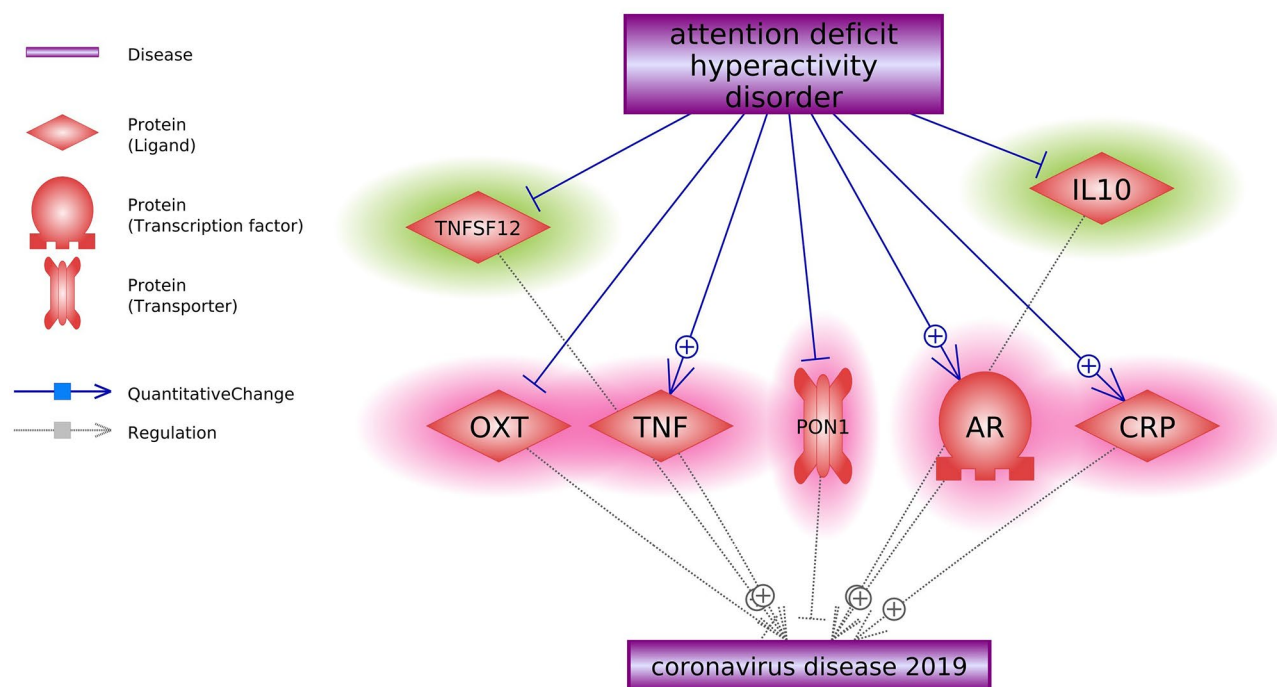 Disease
Protein
(Ligand)
Protein
(Transcription factor)
Protein
(Transporter)
QuantitativeChange
Regulation
attention deficit
hyperactivity
disorder
TNFSF12
IL10
OXT
TNF
PON1
AR
CRP
coronavirus disease 2019